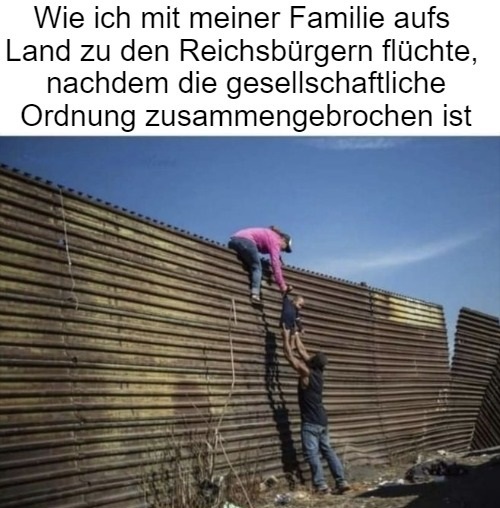 Wie ich mit meiner Familie aufs
Land zu den Reichsbürgern flüchte,
nachdem die gesellschaftliche
Ordnung zusammengebrochen ist